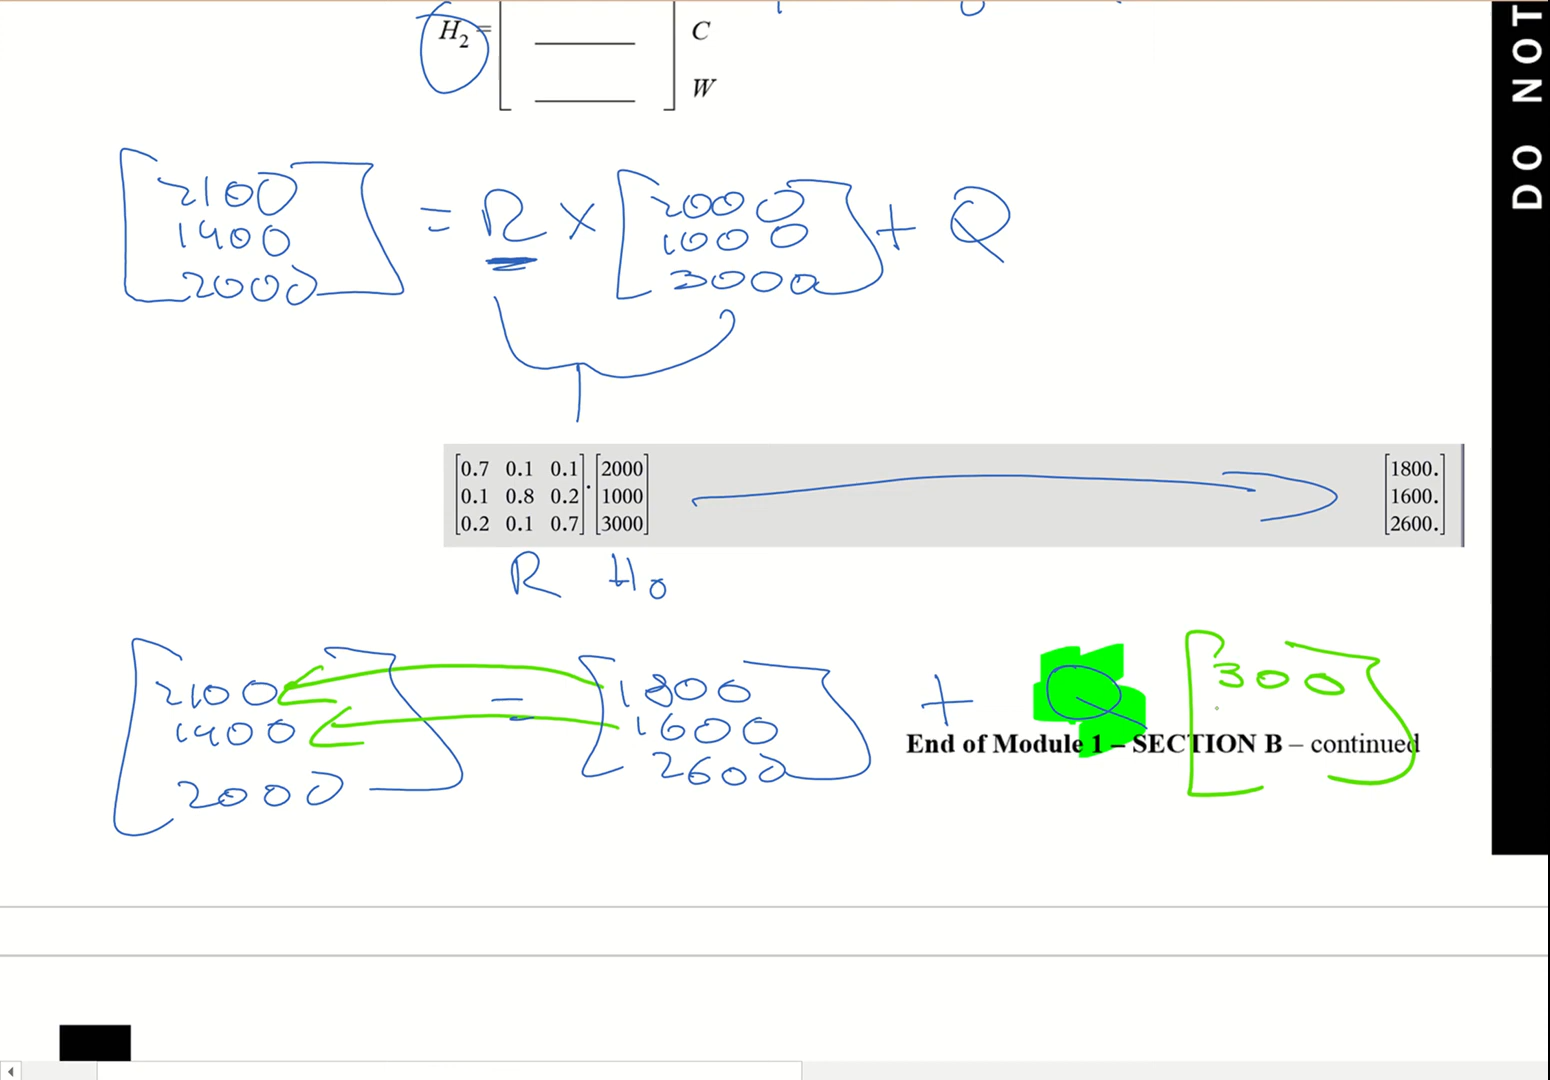 H₂ =
C
W
DO NOT
2100
1400
2000
= R × [2000 1000 3000] + Q
[0.7 0.1 0.1] · [2000] [1800.]
[0.1 0.8 0.2] [1000] [1600.]
[0.2 0.1 0.7] [3000] [2600.]
R H₀
2100 = 1800 + Q 300
1400 1600
2000 2600
End of Module 1 – SECTION B – continued